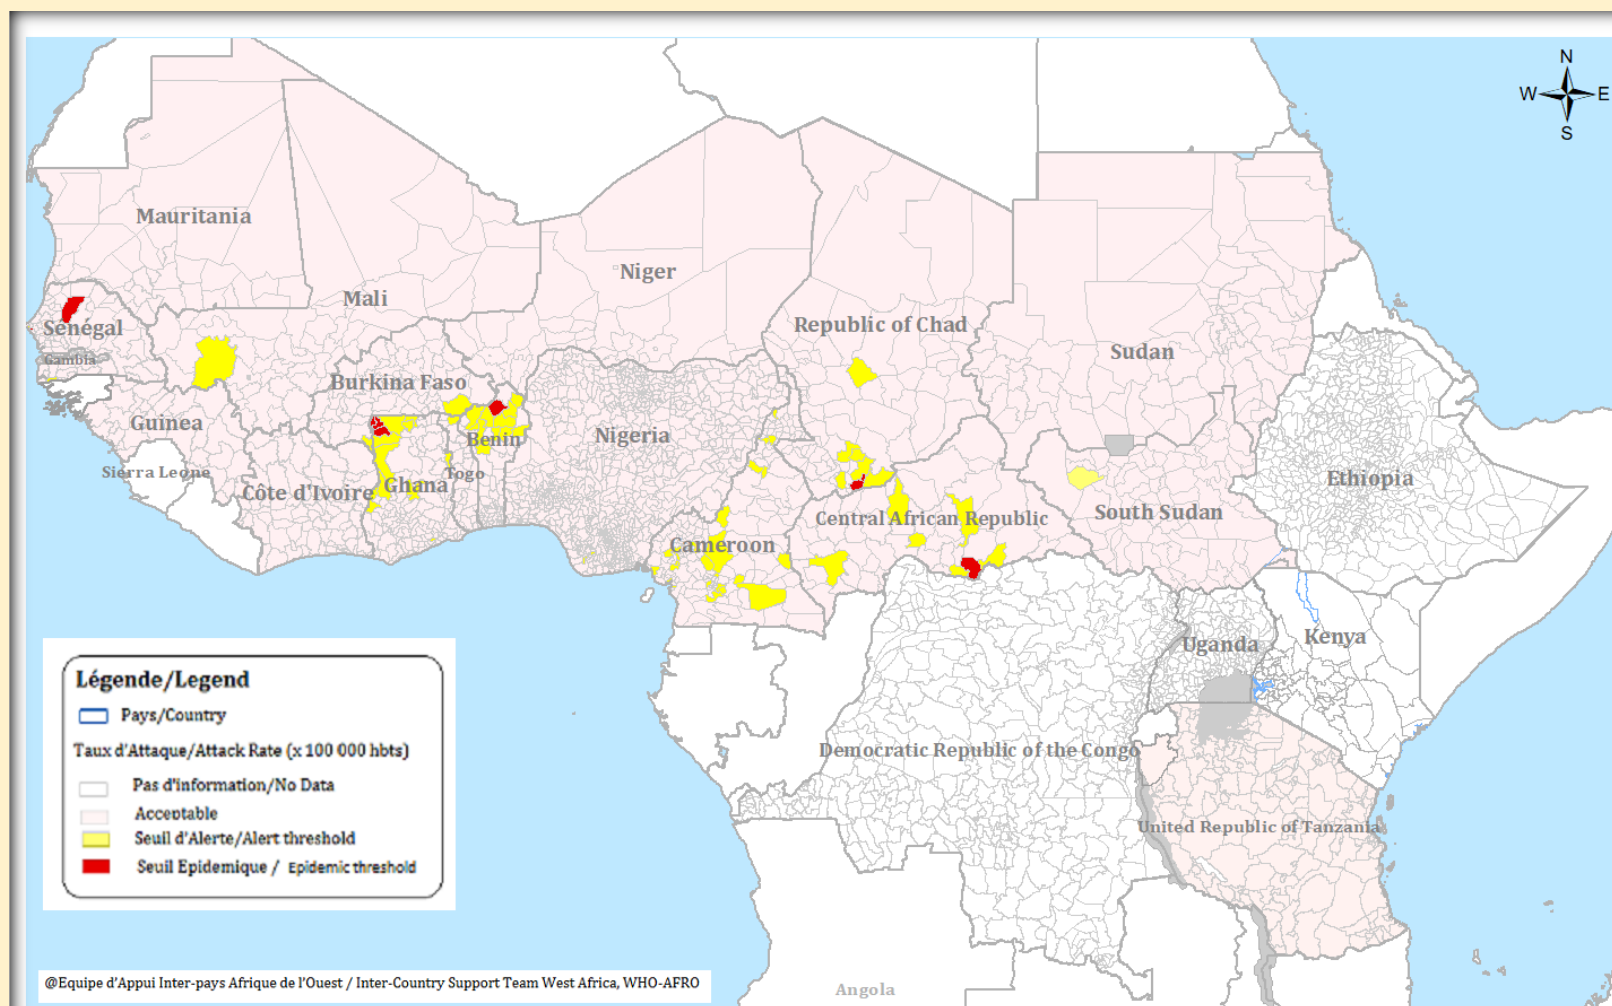 N
W E
S
Mauritania
Niger
Mali
Republic of Chad
Sénégal
Sudan
Gambia
Burkina Faso
Guinea
Benin
Nigeria
Sierra Leone
Togo
Ethiopia
Côte d'Ivoire
Ghana
South Sudan
Central African Republic
Cameroon
Kenya
Uganda
Democratic Republic of the Congo
United Republic of Tanzania
Angola
Légende/Legend
Pays/Country
Taux d'Attaque/Attack Rate (x 100 000 hbts)
Pas d'information/No Data
Acceptable
Seuil d'Alerte/Alert threshold
Seuil Epidemique / Epidemic threshold
@Equipe d'Appui Inter-pays Afrique de l'Ouest / Inter-Country Support Team West Africa, WHO-AFRO